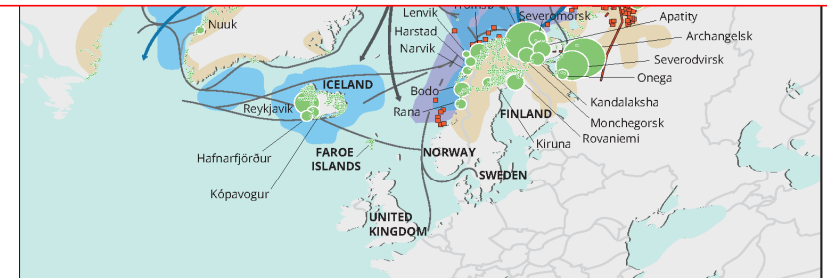 Severomorsk
Nuuk
Lenvik
Apatity
Harstad
Archangelsk
Narvik
Severodvirsk
Onega
ICELAND
Bodo
Kandalaksha
Reykjavik
Rana
FINLAND
Monchegorsk
Rovaniemi
Kiruna
Hafnarfjörður
FAROE
ISLANDS
NORWAY
SWEDEN
Kópavogur
UNITED
KINGDOM